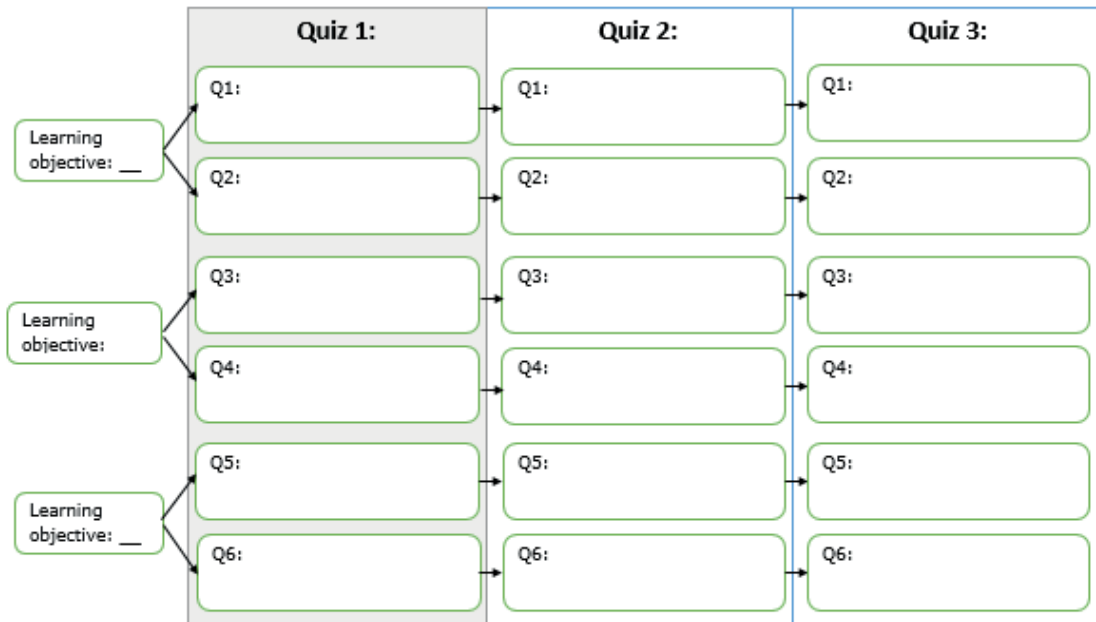 Quiz 1:
Quiz 2:
Quiz 3:
Learning
objective: __
Q1:
Q1:
Q1:
Q2:
Q2:
Q2:
Learning
objective:
Q3:
Q3:
Q3:
Q4:
Q4:
Q4:
Learning
objective: __
Q5:
Q5:
Q5:
Q6:
Q6:
Q6: